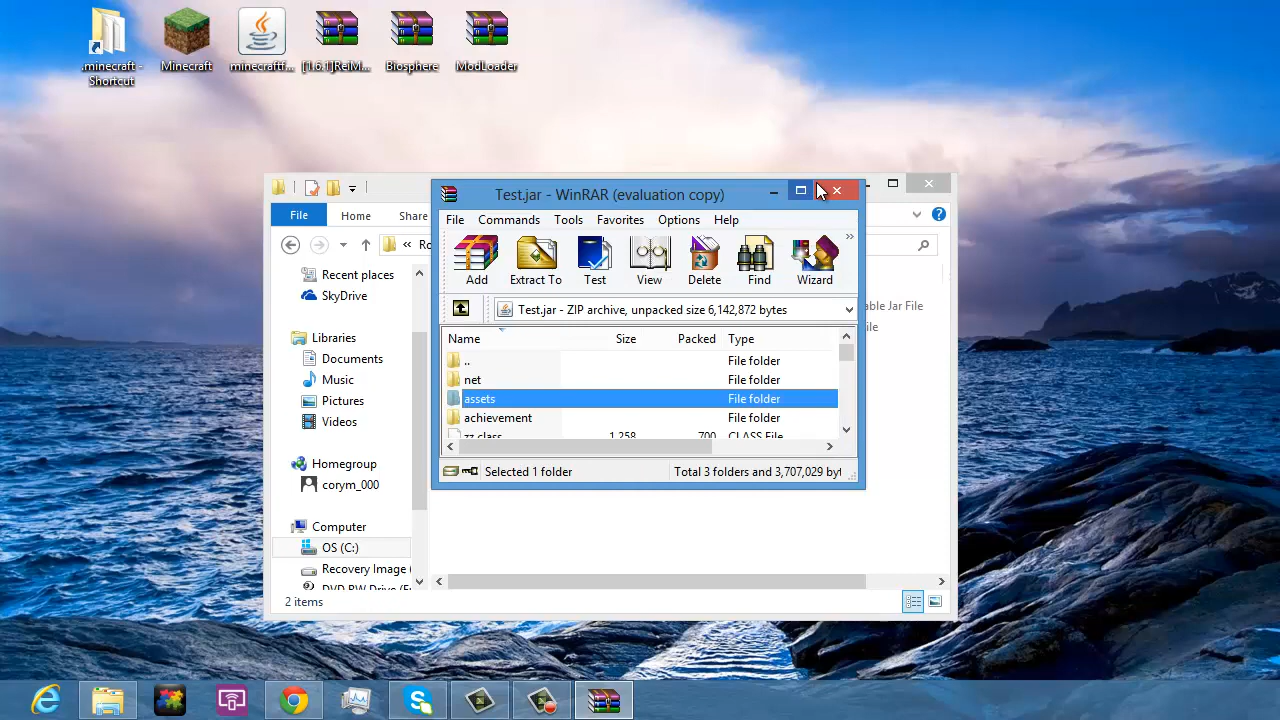 .minecraft -
Shortcut
Minecraft
minecraftf...
[1.6.1]ReiM...
Biosphere
ModLoader
File
Home
Share
Ro
Recent places
SkyDrive
Libraries
Documents
Music
Pictures
Videos
Homegroup
corym_000
Computer
OS (C:)
Recovery Image (
DVD RW Drive (E:
2 items
able Jar File
ile
Test.jar - WinRAR (evaluation copy)
File Commands Tools Favorites Options Help
Add Extract To Test View Delete Find Wizard
Test.jar - ZIP archive, unpacked size 6,142,872 bytes
Name Size Packed Type
.. File folder
net File folder
assets File folder
achievement File folder
zz.class 1,258 700 CLASS File
Selected 1 folder Total 3 folders and 3,707,029 byt